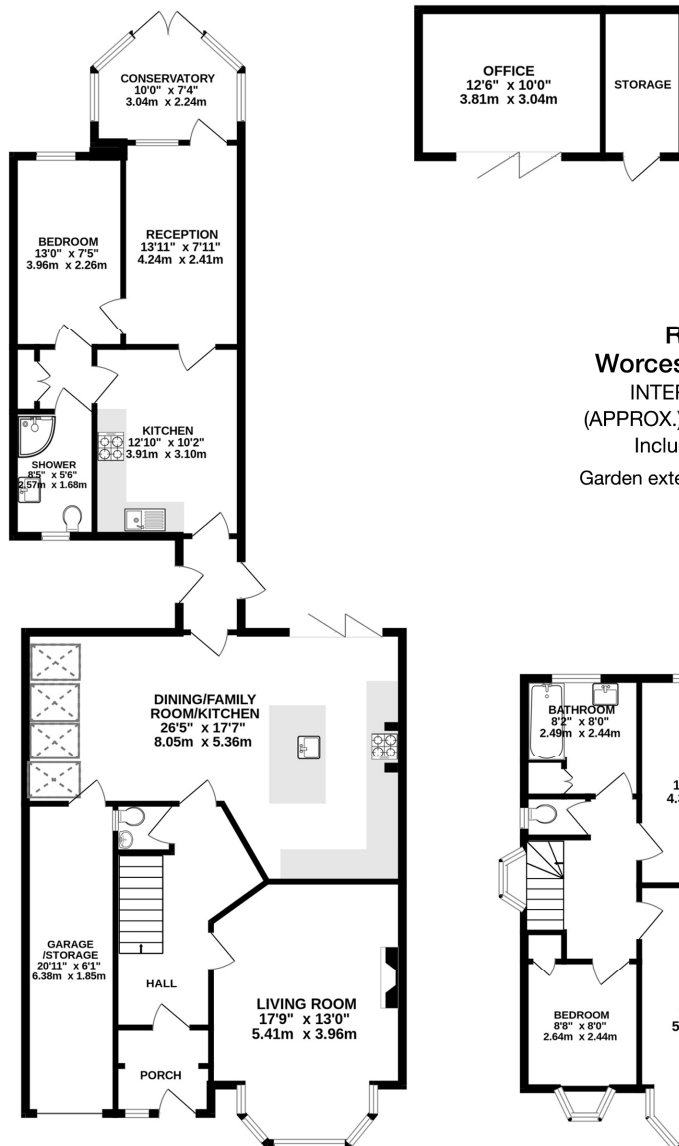 CONSERVATORY
10'0" x 7'4"
3.04m x 2.24m
OFFICE
12'6" x 10'0"
3.81m x 3.04m
STORAGE
BEDROOM
13'0" x 7'5"
3.96m x 2.26m
RECEPTION
13'11" x 7'11"
4.24m x 2.41m
R
Worces
INTER
(APPROX.)
Inclu
Garden exte
KITCHEN
12'10" x 10'2"
3.91m x 3.10m
SHOWER
8'5" x 5'6"
2.57m x 1.68m
DINING/FAMILY
ROOM/KITCHEN
26'5" x 17'7"
8.05m x 5.36m
BATHROOM
8'2" x 8'0"
2.49m x 2.44m
1
4.3
GARAGE
/STORAGE
20'11" x 6'1"
6.38m x 1.85m
HALL
LIVING ROOM
17'9" x 13'0"
5.41m x 3.96m
BEDROOM
8'8" x 8'0"
2.64m x 2.44m
5
PORCH